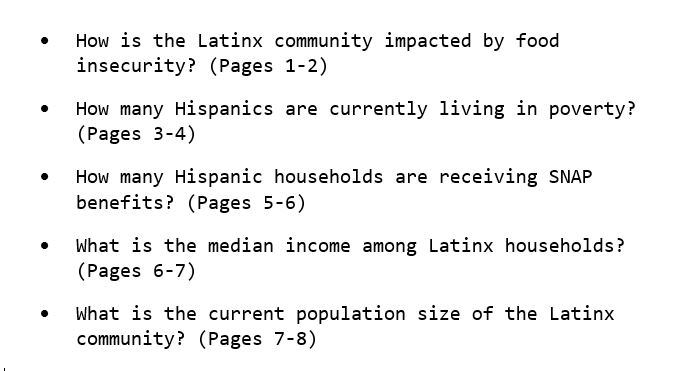 • How is the Latinx community impacted by food
insecurity? (Pages 1-2)
• How many Hispanics are currently living in poverty?
(Pages 3-4)
• How many Hispanic households are receiving SNAP
benefits? (Pages 5-6)
• What is the median income among Latinx households?
(Pages 6-7)
• What is the current population size of the Latinx
community? (Pages 7-8)